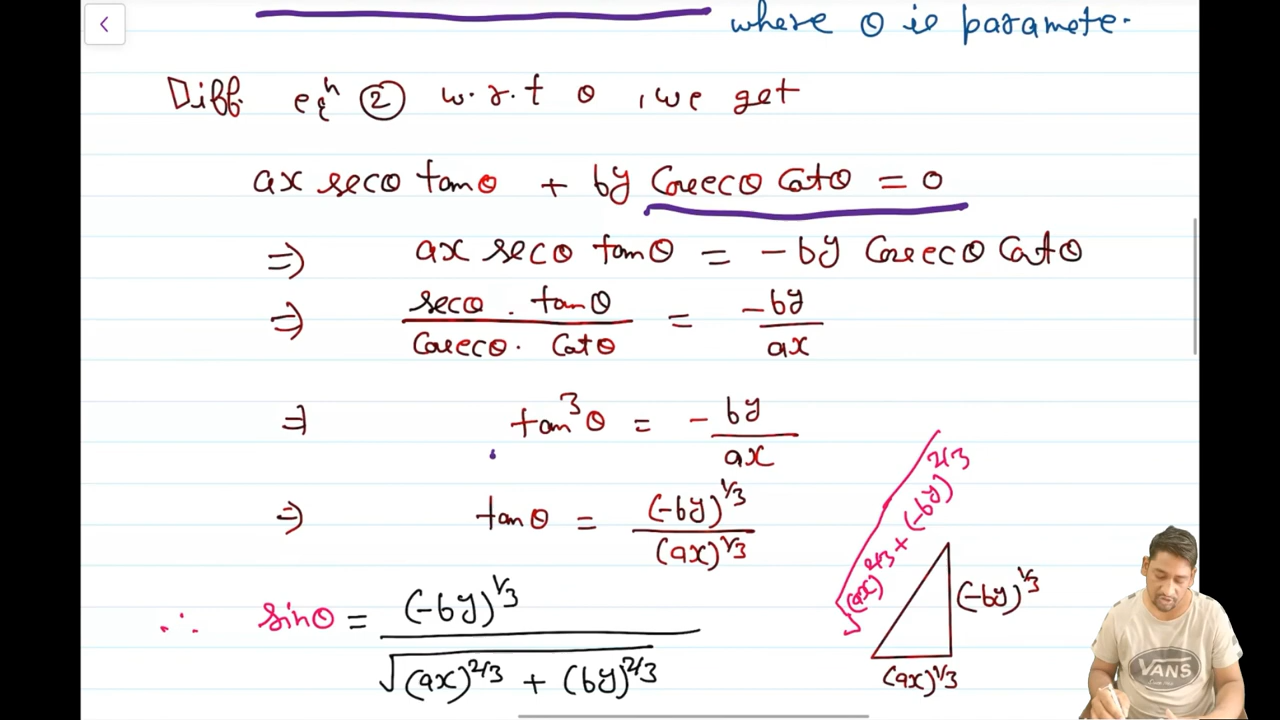 where θ is paramete.
Diff. eqⁿ ② w.r.t θ, we get
ax secθ tanθ + by Cosecθ Cotθ = 0
⇒ ax secθ tanθ = - by Cosecθ Cotθ
⇒ secθ . tanθ / Cosecθ . Cotθ = -by / ax
⇒ tan³θ = - by / ax
⇒ tanθ = (-by)^1/3 / (ax)^1/3
∴ sinθ = (-by)^1/3 / √(ax)^2/3 + (by)^2/3
√(ax)^2/3 + (-by)^2/3
(-by)^1/3
(ax)^1/3
VANS